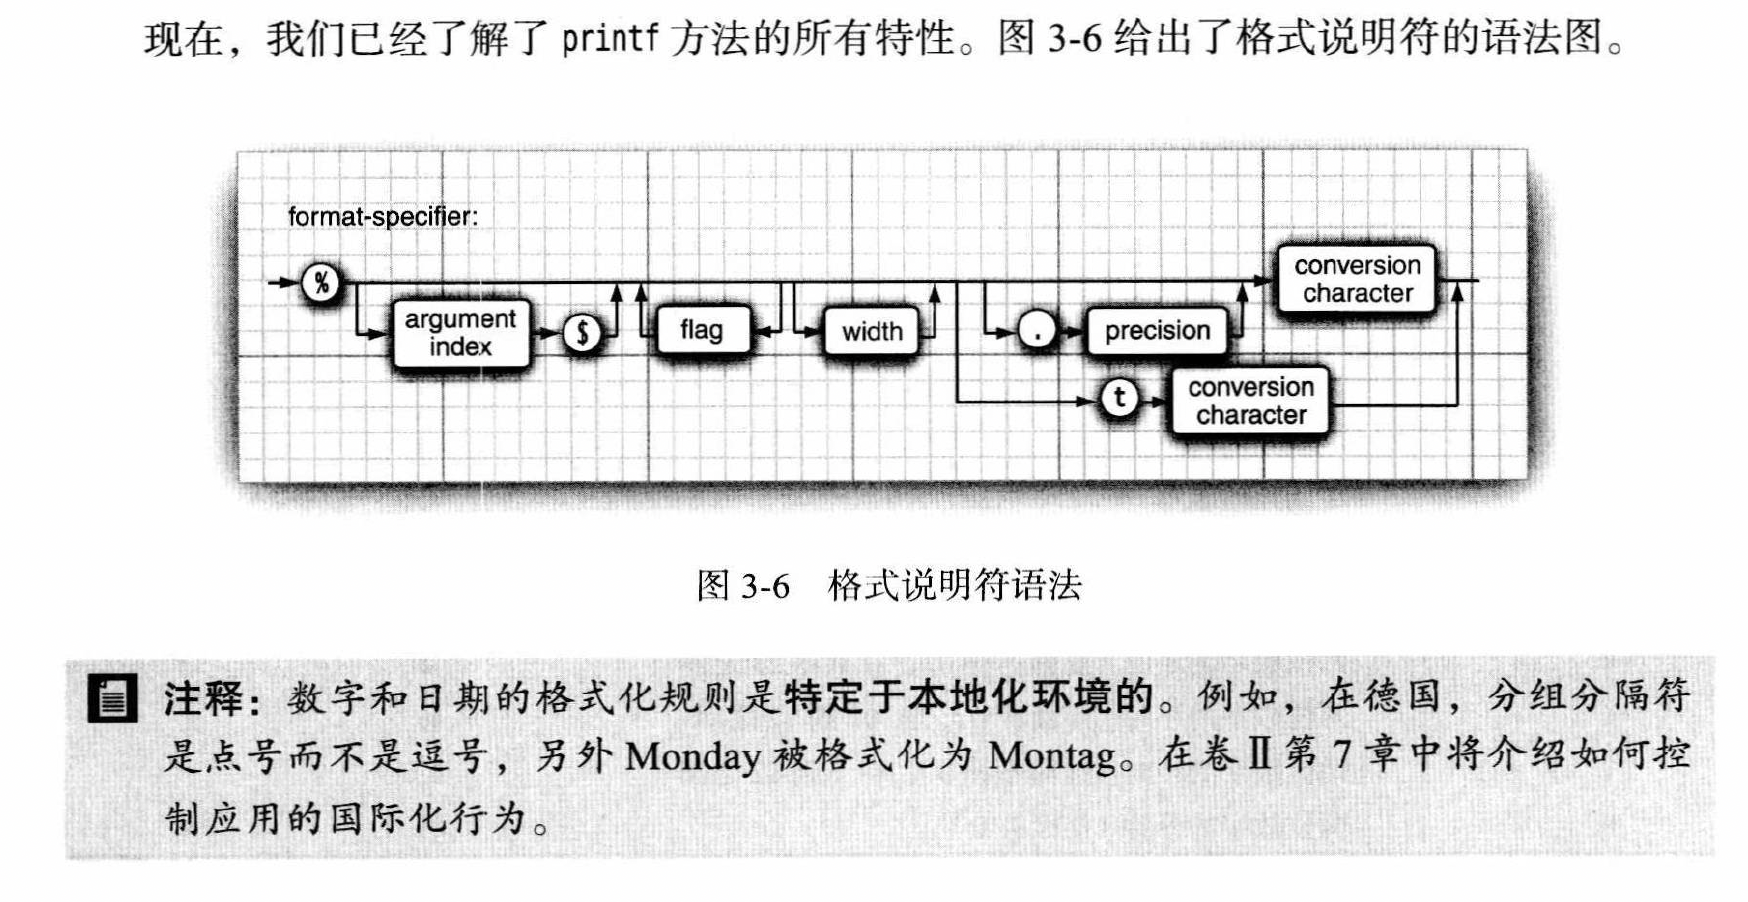 现在，我们已经了解了 printf 方法的所有特性。图 3-6 给出了格式说明符的语法图。
format-specifier:
%
argument
index
$
flag
width
.
precision
conversion
character
t
conversion
character
图 3-6 格式说明符语法
注释：数字和日期的格式化规则是特定于本地化环境的。例如，在德国，分组分隔符
是点号而不是逗号，另外 Monday 被格式化为 Montag。在卷Ⅱ第 7 章中将介绍如何控
制应用的国际化行为。